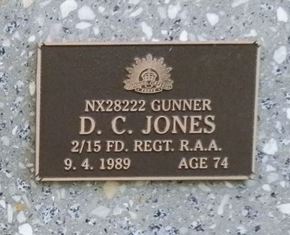 NX28222 GUNNER
D. C. JONES
2/15 FD. REGT. R.A.A.
9. 4. 1989 AGE 74